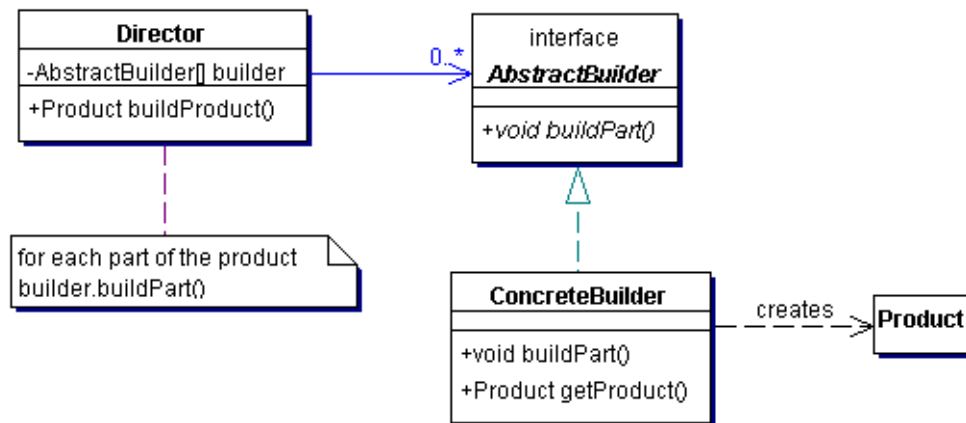 Director
-AbstractBuilder[] builder
+Product buildProduct()
0..*
interface
AbstractBuilder
+void buildPart()
for each part of the product
builder.buildPart()
ConcreteBuilder
+void buildPart()
+Product getProduct()
creates
Product